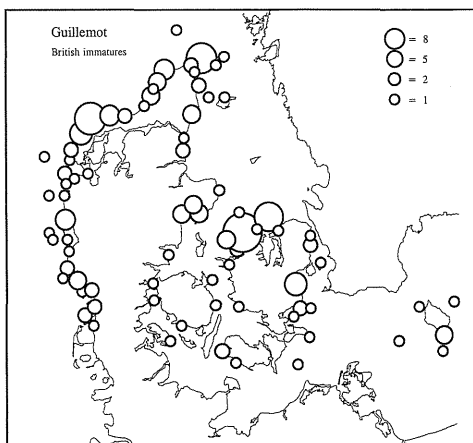 Guillemot
British immatures
= 8
= 5
= 2
= 1